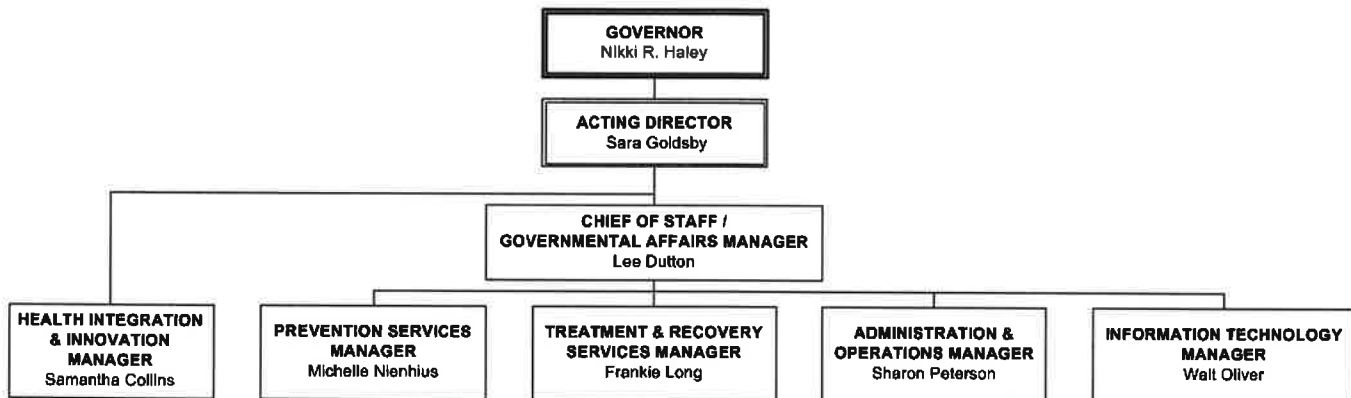 GOVERNOR
Nikki R. Haley
ACTING DIRECTOR
Sara Goldsby
CHIEF OF STAFF /
GOVERNMENTAL AFFAIRS MANAGER
Lee Dutton
HEALTH INTEGRATION
& INNOVATION
MANAGER
Samantha Collins
PREVENTION SERVICES
MANAGER
Michelle Nienhius
TREATMENT & RECOVERY
SERVICES MANAGER
Frankie Long
ADMINISTRATION &
OPERATIONS MANAGER
Sharon Peterson
INFORMATION TECHNOLOGY
MANAGER
Walt Oliver